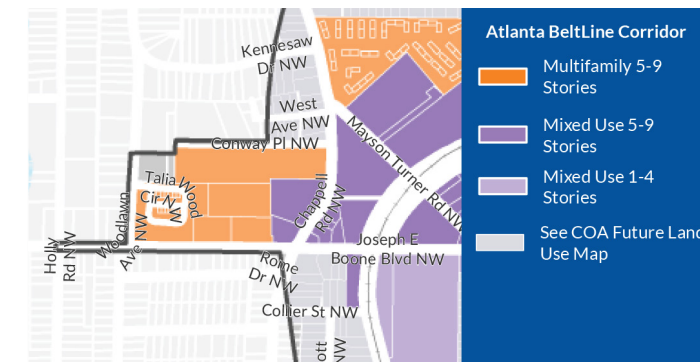 Kennesaw
Dr NW
West
Ave NW
Conway Pl NW
Mayson Turner Rd NW
Talia Wood
Cir NW
Chappell
Rd NW
Woodlawn
Ave NW
Holly
Rd NW
Joseph E
Boone Blvd NW
Rome
Dr NW
Collier St NW
ott
NW
Atlanta BeltLine Corridor
Multifamily 5-9
Stories
Mixed Use 5-9
Stories
Mixed Use 1-4
Stories
See COA Future Land
Use Map